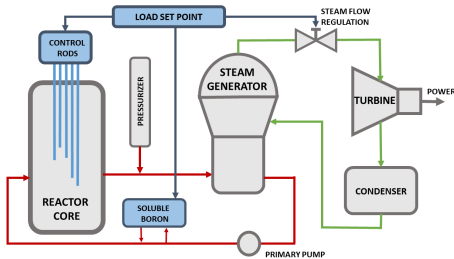 LOAD SET POINT
STEAM FLOW
REGULATION
CONTROL
RODS
PRESSURIZER
STEAM
GENERATOR
TURBINE
POWER
REACTOR
CORE
SOLUBLE
BORON
CONDENSER
PRIMARY PUMP